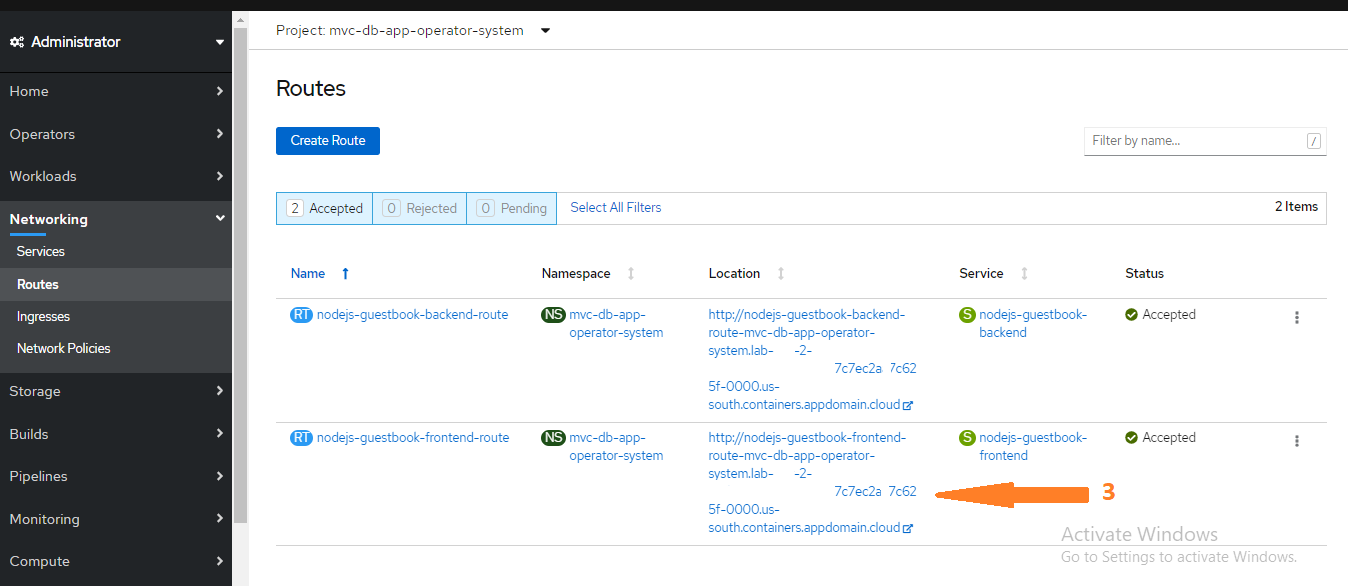 Administrator
Home
Operators
Workloads
Networking
Services
Routes
Ingresses
Network Policies
Storage
Builds
Pipelines
Monitoring
Compute
Project: mvc-db-app-operator-system
Routes
Create Route
Filter by name...
/
2 Accepted
0 Rejected
0 Pending
Select All Filters
2 Items
Name
Namespace
Location
Service
Status
RT nodejs-guestbook-backend-route
NS mvc-db-app-
operator-system
http://nodejs-guestbook-backend-
route-mvc-db-app-operator-
system.lab- -2-
7c7ec2a 7c62
5f-0000.us-
south.containers.appdomain.cloud
S nodejs-guestbook-
backend
Accepted
RT nodejs-guestbook-frontend-route
NS mvc-db-app-
operator-system
http://nodejs-guestbook-frontend-
route-mvc-db-app-operator-
system.lab- -2-
7c7ec2a 7c62
5f-0000.us-
south.containers.appdomain.cloud
S nodejs-guestbook-
frontend
Accepted
3
Activate Windows
Go to Settings to activate Windows.